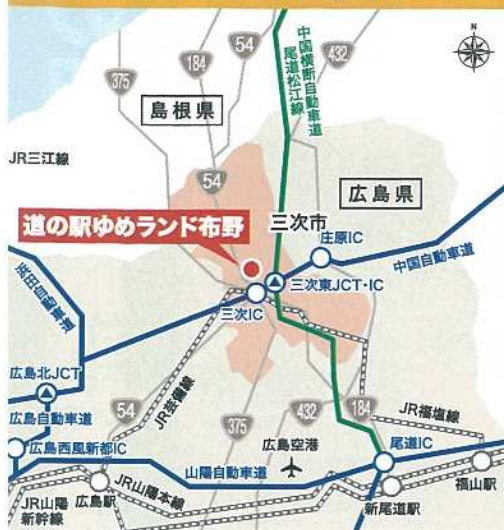 N
54
184
432
375
中国横断自動車道
尾道松江線
島根県
JR三江線
54
広島県
道の駅ゆめランド布野
三次市
庄原IC
中国自動車道
浜田自動車道
三次東JCT・IC
三次IC
広島北JCT
54
JR芸備線
432
184
375
JR福塩線
広島自動車道
広島空港
尾道IC
広島西風新都IC
山陽自動車道
福山駅
JR山陽本線
広島駅
新尾道駅
JR山陽
新幹線